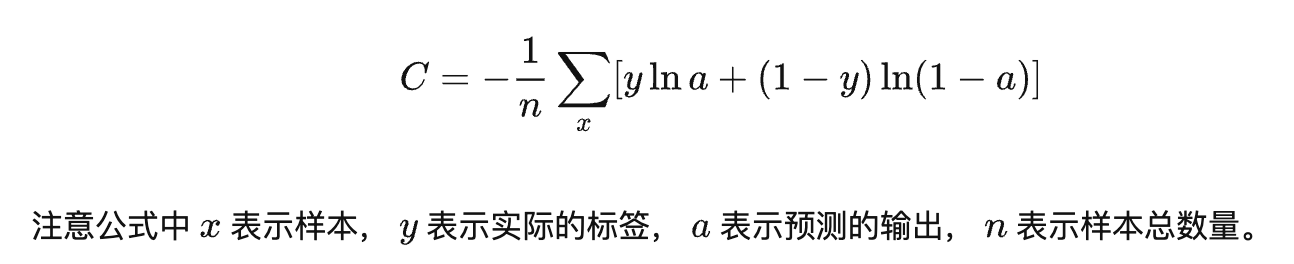 C = -\frac{1}{n} \sum_{x} [y \ln a + (1 - y) \ln(1 - a)]
注意公式中 x 表示样本， y 表示实际的标签， a 表示预测的输出， n 表示样本总数量。